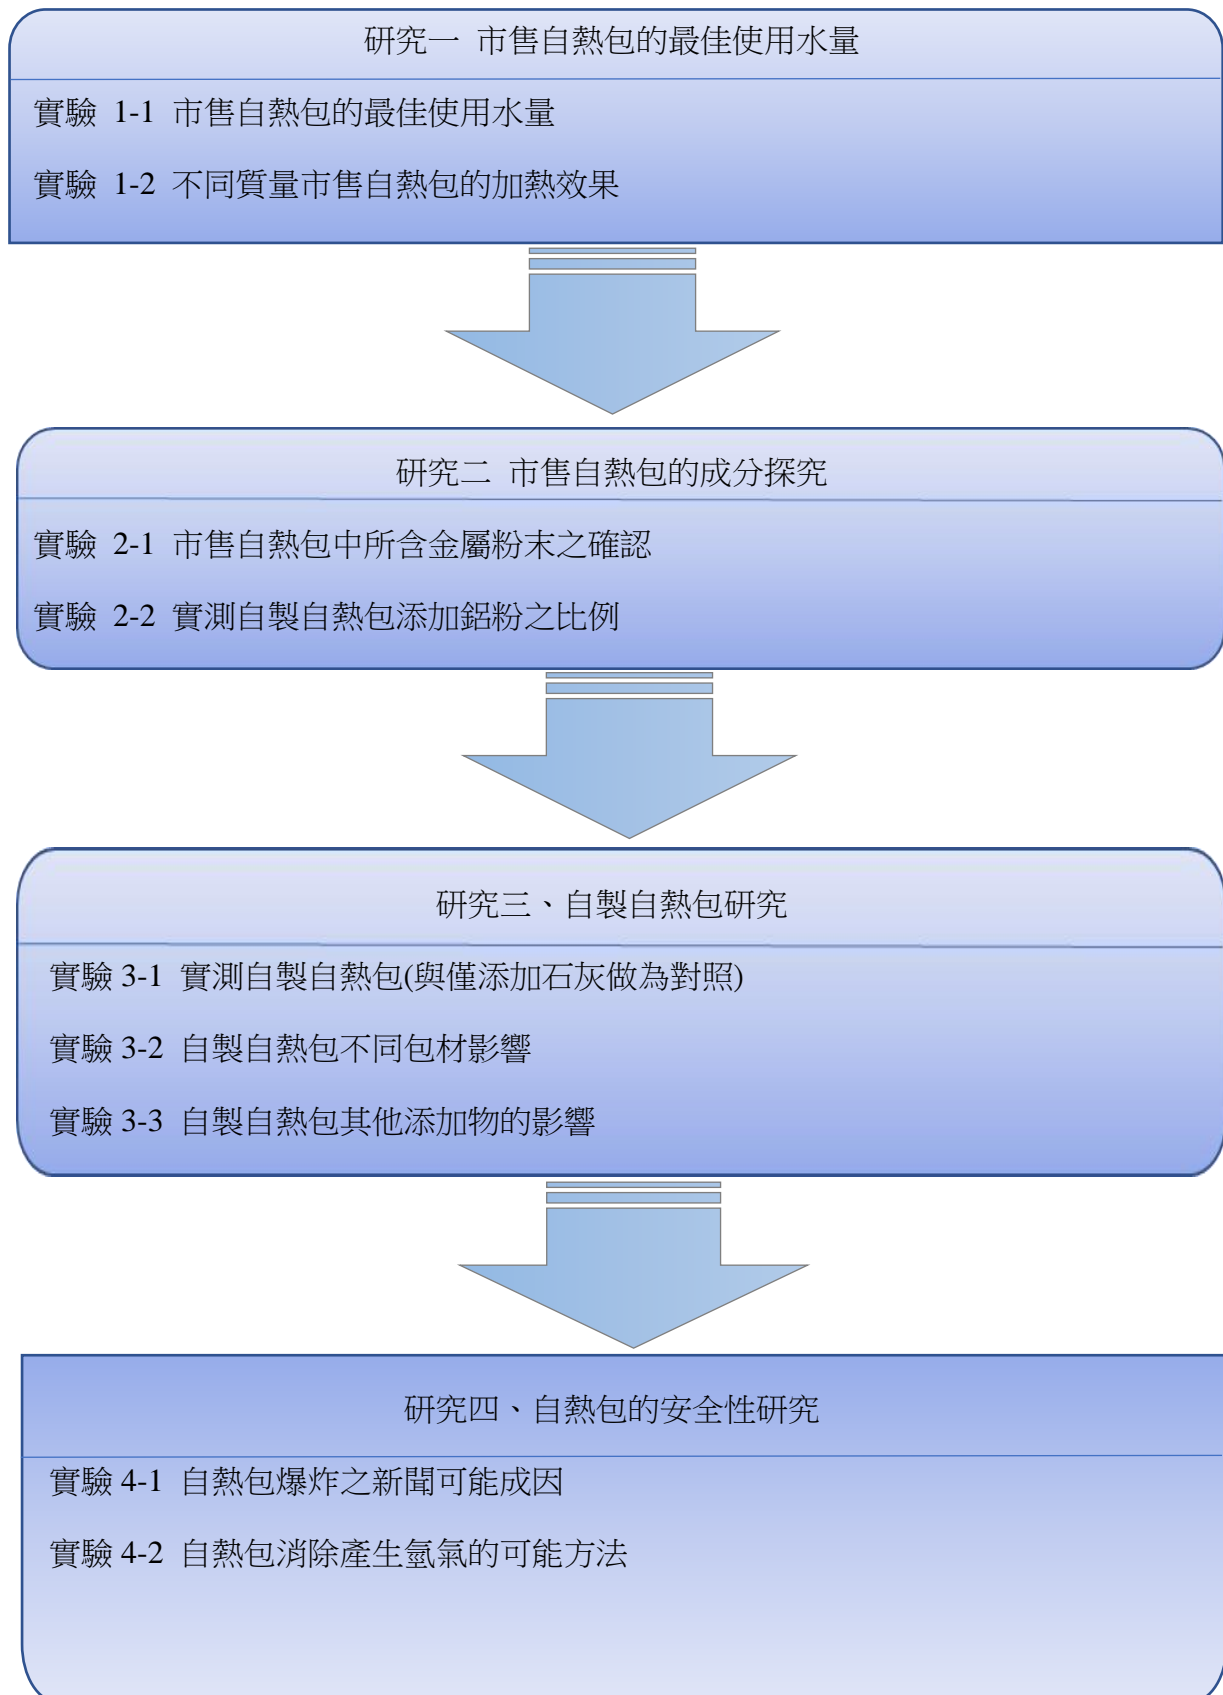 研究一 市售自熱包的最佳使用水量
實驗 1-1 市售自熱包的最佳使用水量
實驗 1-2 不同質量市售自熱包的加熱效果
研究二 市售自熱包的成分探究
實驗 2-1 市售自熱包中所含金屬粉末之確認
實驗 2-2 實測自製自熱包添加鋁粉之比例
研究三、自製自熱包研究
實驗 3-1 實測自製自熱包(與僅添加石灰做為對照)
實驗 3-2 自製自熱包不同包材影響
實驗 3-3 自製自熱包其他添加物的影響
研究四、自熱包的安全性研究
實驗 4-1 自熱包爆炸之新聞可能成因
實驗 4-2 自熱包消除產生氫氣的可能方法